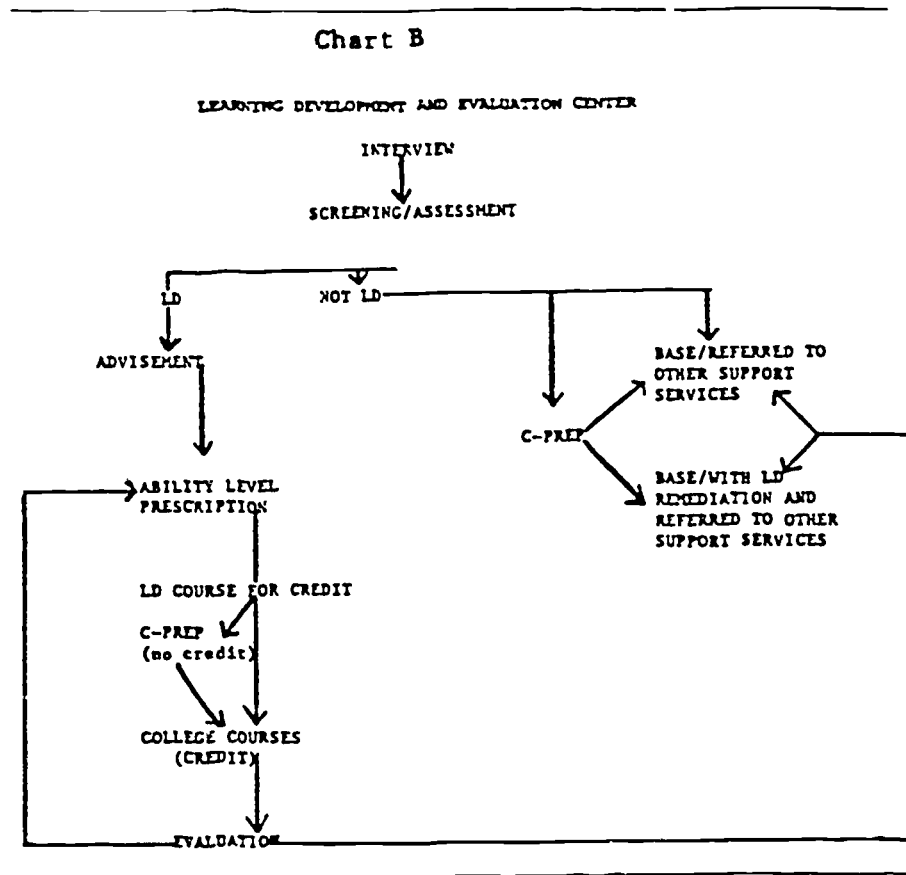 Chart B
LEARNING DEVELOPMENT AND EVALUATION CENTER
INTERVIEW
SCREENING/ASSESSMENT
LD
NOT LD
ADVISEMENT
BASE/REFERRED TO
OTHER SUPPORT
SERVICES
C-PREP
ABILITY LEVEL
PRESCRIPTION
BASE/WITH LD
REMEDIATION AND
REFERRED TO OTHER
SUPPORT SERVICES
LD COURSE FOR CREDIT
C-PREP
(no credit)
COLLEGE COURSES
(CREDIT)
EVALUATION